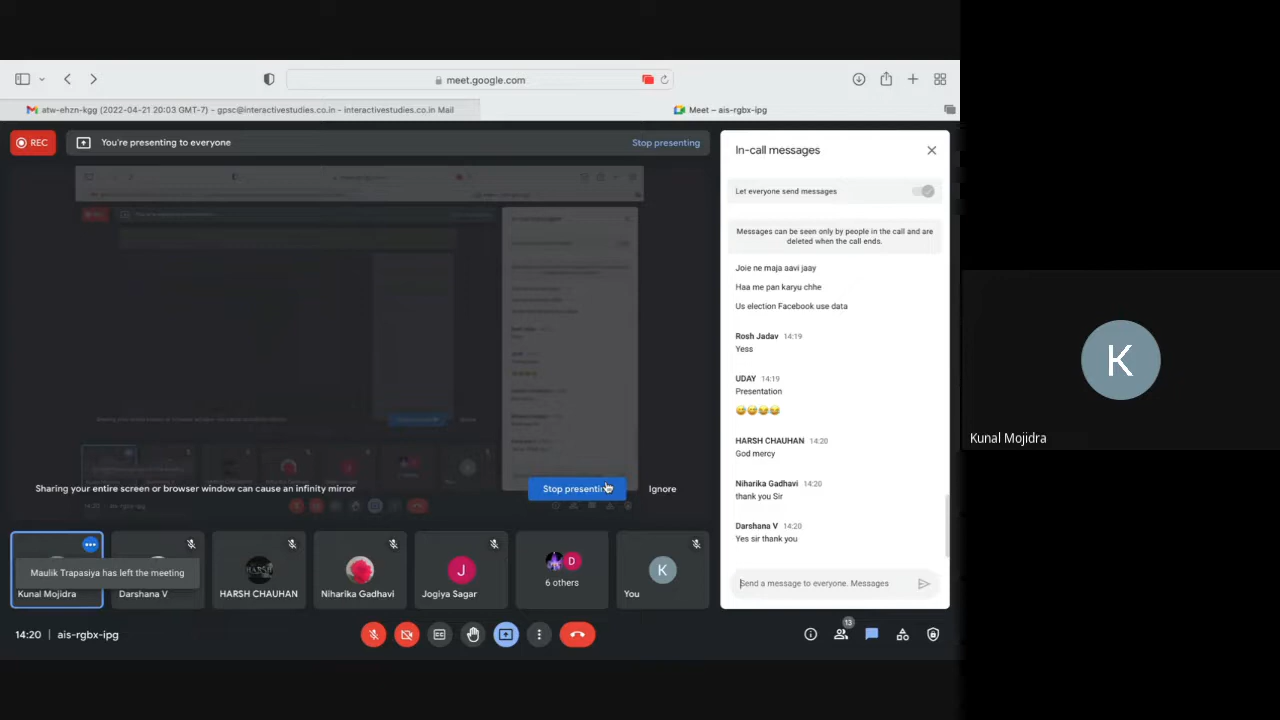 meet.google.com
atw-ehzn-kgg (2022-04-21 20:03 GMT-7) - gpsc@interactivestudies.co.in - interactivestudies.co.in Mail
Meet – ais-rgbx-ipg
REC
You're presenting to everyone
Stop presenting
Sharing your entire screen or browser window can cause an infinity mirror
Stop presenting
Ignore
Maulik Trapasiya has left the meeting
Kunal Mojidra
Darshana V
HARSH CHAUHAN
Niharika Gadhavi
J
Jogiya Sagar
D
6 others
K
You
14:20
ais-rgbx-ipg
13
In-call messages
Let everyone send messages
Messages can be seen only by people in the call and are
deleted when the call ends.
Joie ne maja aavi jaay
Haa me pan karyu chhe
Us election Facebook use data
Rosh Jadav 14:19
Yess
UDAY 14:19
Presentation
😅😅😂😂
HARSH CHAUHAN 14:20
God mercy
Niharika Gadhavi 14:20
thank you Sir
Darshana V 14:20
Yes sir thank you
Send a message to everyone. Messages
K
Kunal Mojidra